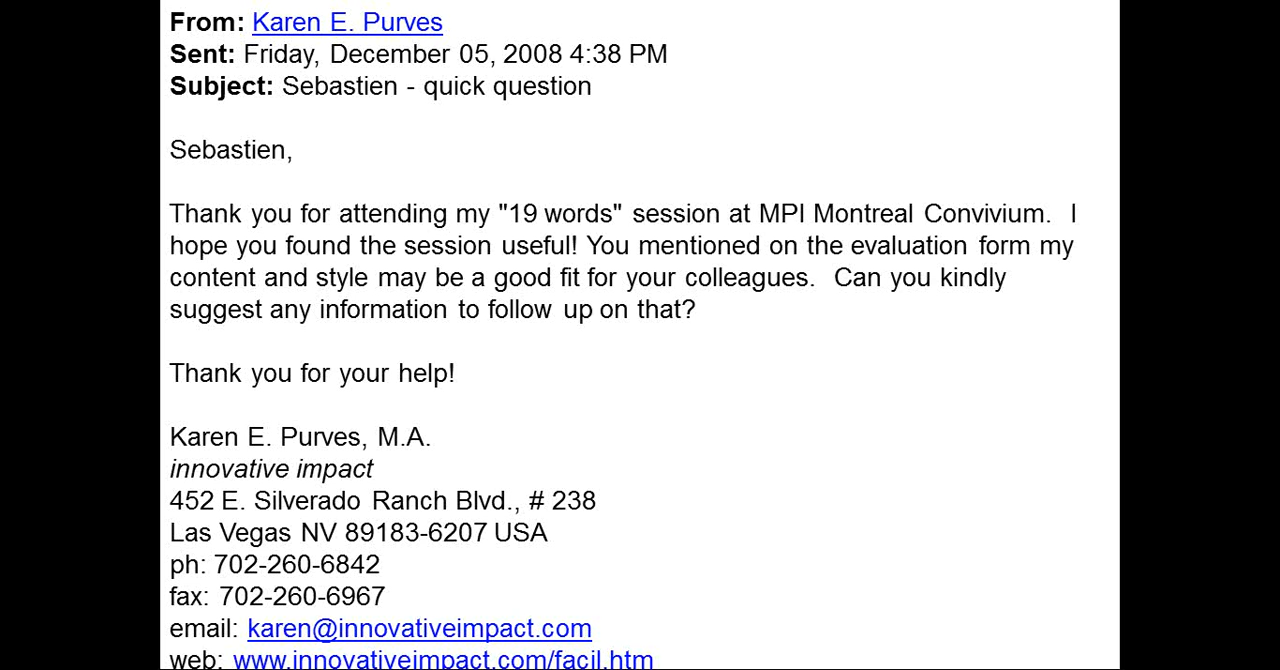 From: Karen E. Purves
Sent: Friday, December 05, 2008 4:38 PM
Subject: Sebastien - quick question
Sebastien,
Thank you for attending my "19 words" session at MPI Montreal Convivium.  I
hope you found the session useful! You mentioned on the evaluation form my
content and style may be a good fit for your colleagues.  Can you kindly
suggest any information to follow up on that?
Thank you for your help!
Karen E. Purves, M.A.
innovative impact
452 E. Silverado Ranch Blvd., # 238
Las Vegas NV 89183-6207 USA
ph: 702-260-6842
fax: 702-260-6967
email: karen@innovativeimpact.com
web: www.innovativeimpact.com/facil.htm